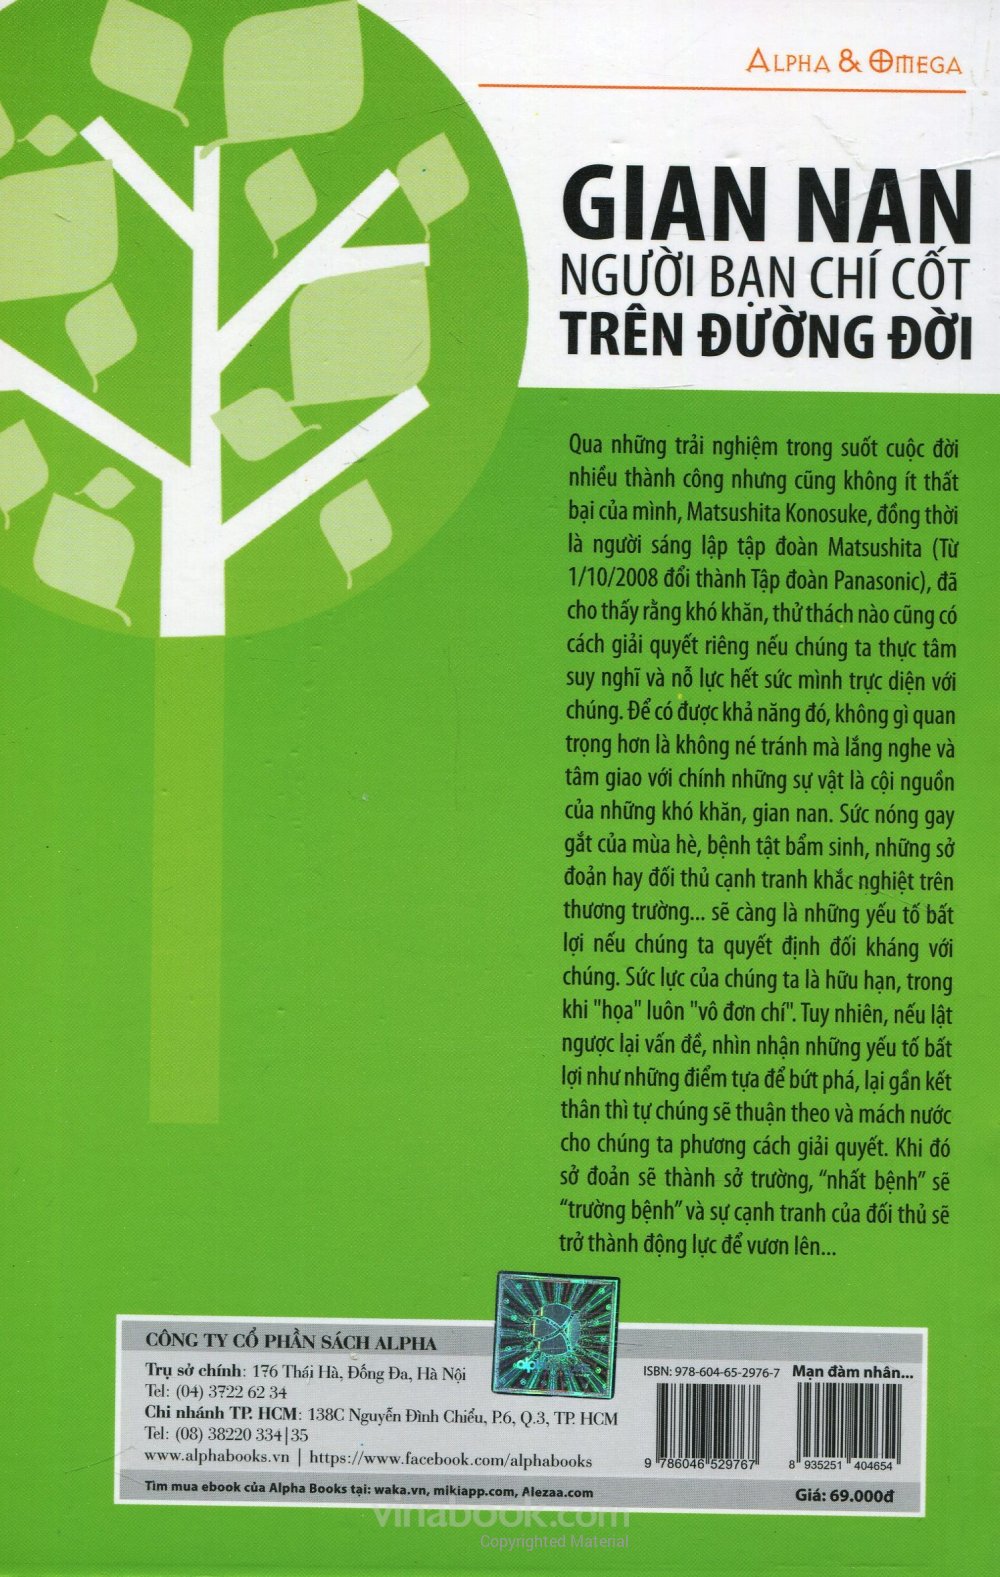 ALPHA & OMEGA
GIAN NAN
NGƯỜI BẠN CHÍ CỐT
TRÊN ĐƯỜNG ĐỜI
Qua những trải nghiệm trong suốt cuộc đời
nhiều thành công nhưng cũng không ít thất
bại của mình, Matsushita Konosuke, đồng thời
là người sáng lập tập đoàn Matsushita (Từ
1/10/2008 đổi thành Tập đoàn Panasonic), đã
cho thấy rằng khó khăn, thử thách nào cũng có
cách giải quyết riêng nếu chúng ta thực tâm
suy nghĩ và nỗ lực hết sức mình trực diện với
chúng. Để có được khả năng đó, không gì quan
trọng hơn là không né tránh mà lắng nghe và
tâm giao với chính những sự vật là cội nguồn
của những khó khăn, gian nan. Sức nóng gay
gắt của mùa hè, bệnh tật bẩm sinh, những sở
đoản hay đối thủ cạnh tranh khắc nghiệt trên
thương trường... sẽ càng là những yếu tố bất
lợi nếu chúng ta quyết định đối kháng với
chúng. Sức lực của chúng ta là hữu hạn, trong
khi "họa" luôn "vô đơn chí". Tuy nhiên, nếu lật
ngược lại vấn đề, nhìn nhận những yếu tố bất
lợi như những điểm tựa để bứt phá, lại gần kết
thân thì tự chúng sẽ thuận theo và mách nước
cho chúng ta phương cách giải quyết. Khi đó
sở đoản sẽ thành sở trường, “nhất bệnh” sẽ
“trường bệnh” và sự cạnh tranh của đối thủ sẽ
trở thành động lực để vươn lên...
CÔNG TY CỔ PHẦN SÁCH ALPHA
Trụ sở chính: 176 Thái Hà, Đống Đa, Hà Nội
Tel: (04) 3722 62 34
Chi nhánh TP. HCM: 138C Nguyễn Đình Chiểu, P.6, Q.3, TP. HCM
Tel: (08) 38220 334|35
www.alphabooks.vn | https://www.facebook.com/alphabooks
Tìm mua ebook của Alpha Books tại: waka.vn, mikiapp.com, Alezaa.com
ISBN: 978-604-65-2976-7
9 786046 529767
Mạn đàm nhân...
8 935251 404654
Giá: 69.000đ
vinabook.com
Copyrighted Material